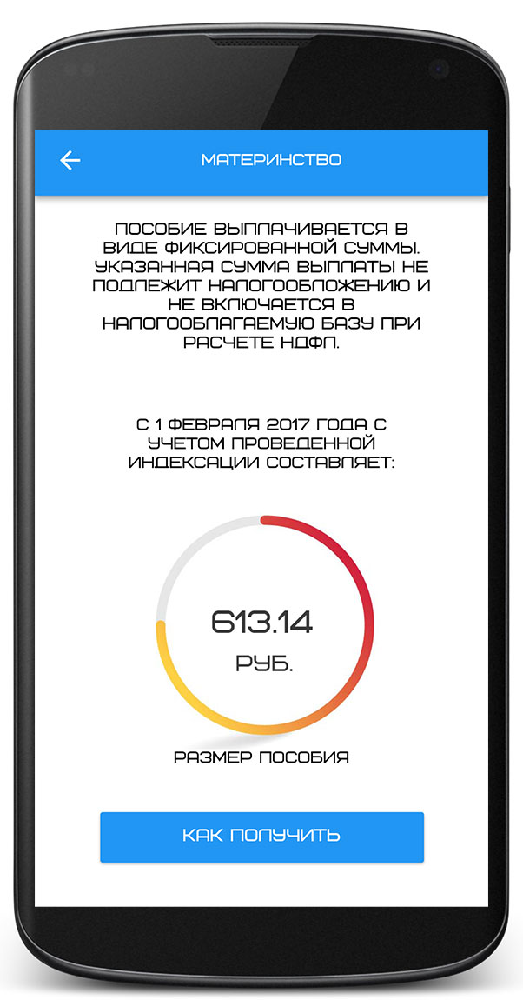 МАТЕРИНСТВО
ПОСОБИЕ ВЫПЛАЧИВАЕТСЯ В
ВИДЕ ФИКСИРОВАННОЙ СУММЫ.
УКАЗАННАЯ СУММА ВЫПЛАТЫ НЕ
ПОДЛЕЖИТ НАЛОГООБЛОЖЕНИЮ И
НЕ ВКЛЮЧАЕТСЯ В
НАЛОГООБЛАГАЕМУЮ БАЗУ ПРИ
РАСЧЕТЕ НДФЛ.
С 1 ФЕВРАЛЯ 2017 ГОДА С
УЧЕТОМ ПРОВЕДЕННОЙ
ИНДЕКСАЦИИ СОСТАВЛЯЕТ:
613.14
РУБ.
РАЗМЕР ПОСОБИЯ
КАК ПОЛУЧИТЬ